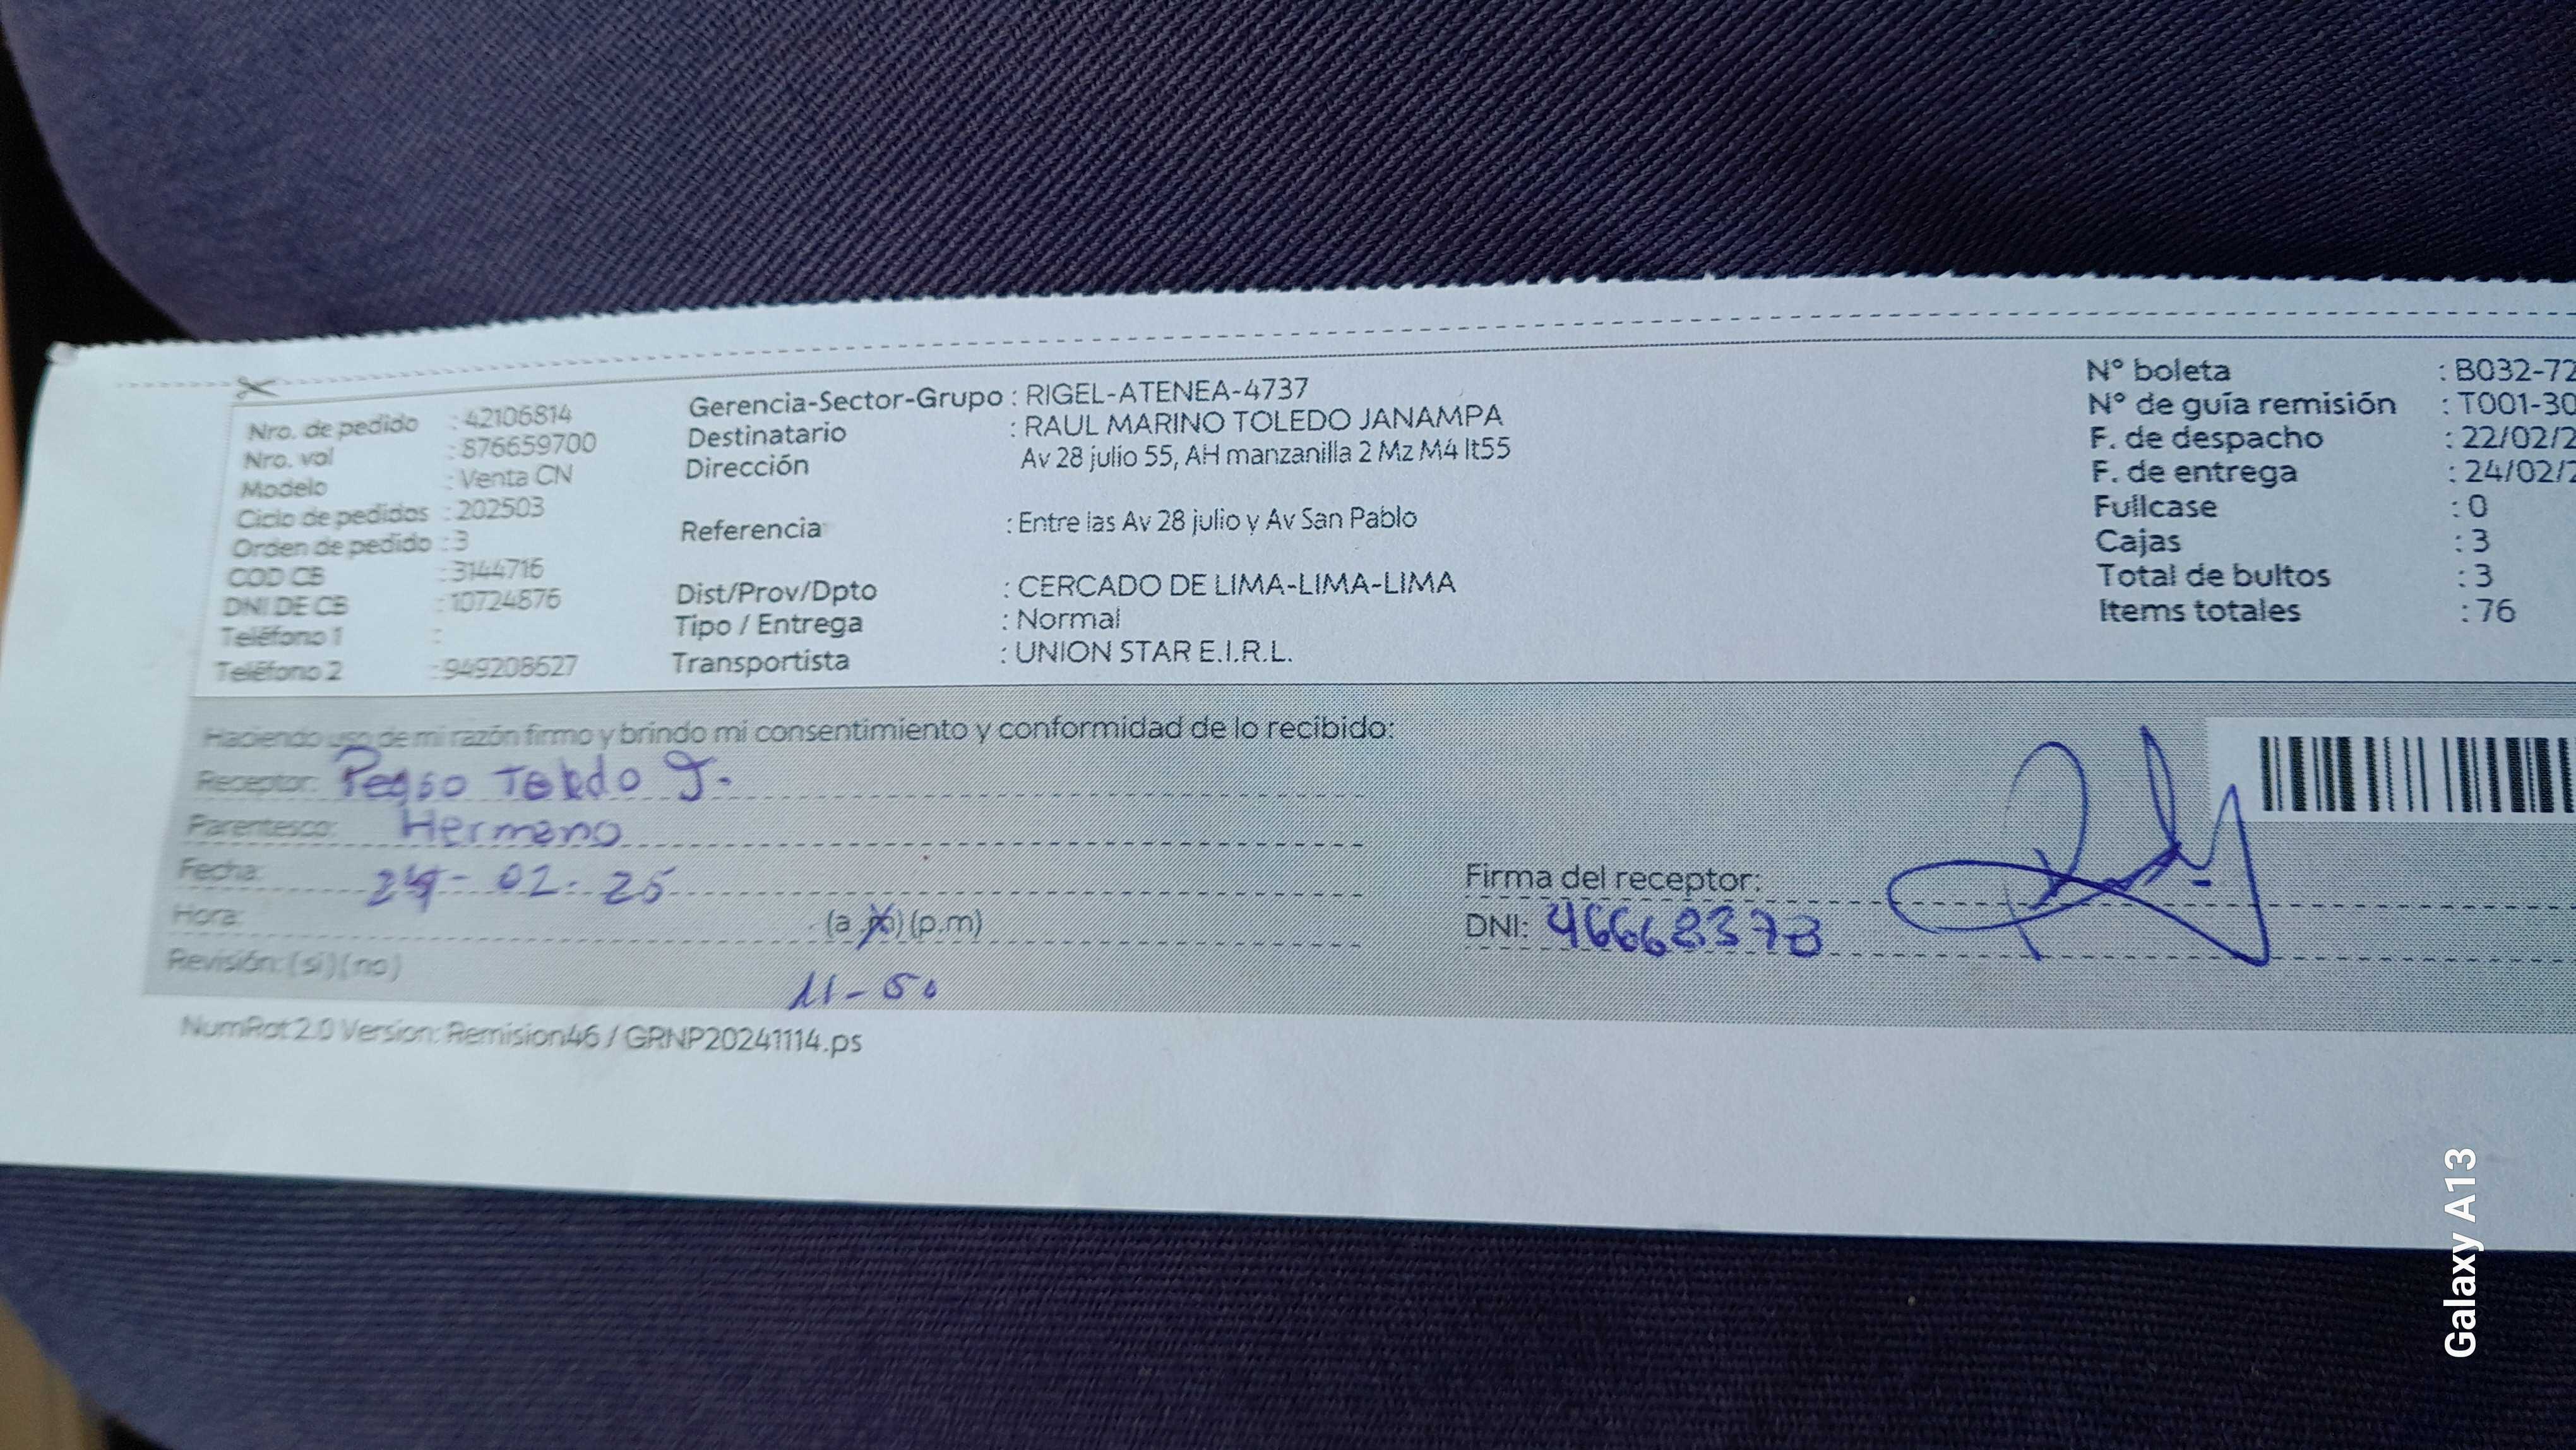 Nro. de pedido : 42106814
Nro. vol : 876659700
Modelo : Venta CN
Ciclo de pedidos : 202503
Orden de pedido : 3
COD CB : 3144716
DNI DE CB : 10724876
Teléfono 1 :
Teléfono 2 : 949208627
Gerencia-Sector-Grupo : RIGEL-ATENEA-4737
Destinatario : RAUL MARINO TOLEDO JANAMPA
Dirección Av 28 julio 55, AH manzanilla 2 Mz M4 lt55
Referencia : Entre las Av 28 julio y Av San Pablo
Dist/Prov/Dpto : CERCADO DE LIMA-LIMA-LIMA
Tipo / Entrega : Normal
Transportista : UNION STAR E.I.R.L.
N° boleta : B032-72
N° de guía remisión : T001-30
F. de despacho : 22/02/2
F. de entrega : 24/02/2
Fullcase : 0
Cajas : 3
Total de bultos : 3
Items totales : 76
Haciendo uso de mi razón firmo y brindo mi consentimiento y conformidad de lo recibido:
Receptor: Toledo J.
Parentesco: Hermano
Fecha: 24-02-25
Hora: (a.m)(p.m)
Revisión: (si)(no)
11-50
Firma del receptor:
DNI: 46668378
NumRot 2.0 Version: Remision46 / GRNP20241114.ps
Galaxy A13